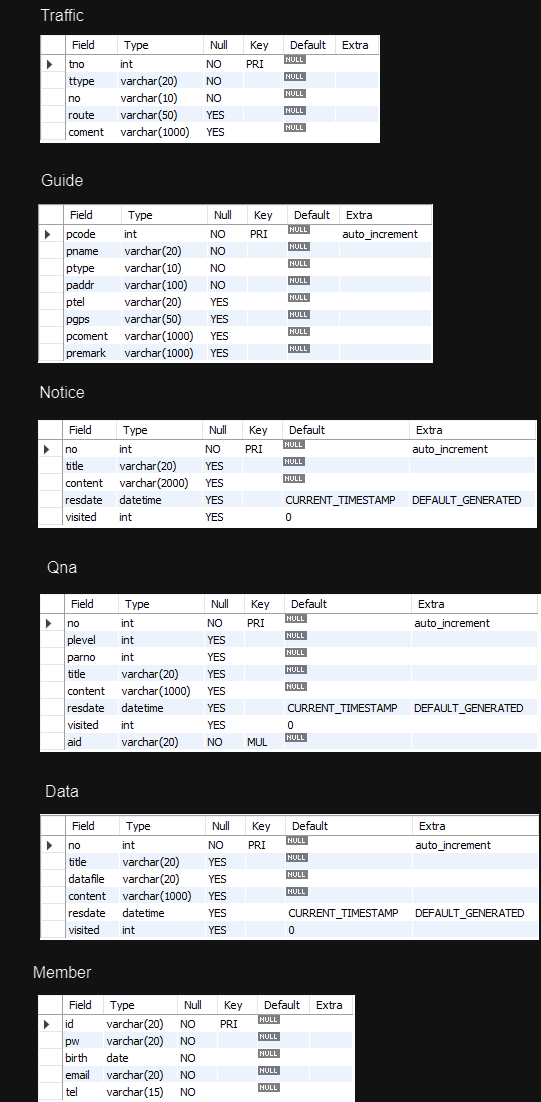 Traffic
Field Type Null Key Default Extra
tno int NO PRI NULL
ttype varchar(20) NO NULL
no varchar(10) NO NULL
route varchar(50) YES NULL
coment varchar(1000) YES NULL
Guide
Field Type Null Key Default Extra
pcode int NO PRI NULL auto_increment
pname varchar(20) NO NULL
ptype varchar(10) NO NULL
paddr varchar(100) NO NULL
ptel varchar(20) YES NULL
pgps varchar(50) YES NULL
pcoment varchar(1000) YES NULL
premark varchar(1000) YES NULL
Notice
Field Type Null Key Default Extra
no int NO PRI NULL auto_increment
title varchar(20) YES NULL
content varchar(2000) YES NULL
resdate datetime YES CURRENT_TIMESTAMP DEFAULT_GENERATED
visited int YES 0
Qna
Field Type Null Key Default Extra
no int NO PRI NULL auto_increment
plevel int YES NULL
parno int YES NULL
title varchar(20) YES NULL
content varchar(1000) YES NULL
resdate datetime YES CURRENT_TIMESTAMP DEFAULT_GENERATED
visited int YES 0
aid varchar(20) NO MUL NULL
Data
Field Type Null Key Default Extra
no int NO PRI NULL auto_increment
title varchar(20) YES NULL
datafile varchar(20) YES NULL
content varchar(1000) YES NULL
resdate datetime YES CURRENT_TIMESTAMP DEFAULT_GENERATED
visited int YES 0
Member
Field Type Null Key Default Extra
id varchar(20) NO PRI NULL
pw varchar(20) NO NULL
birth date NO NULL
email varchar(20) NO NULL
tel varchar(15) NO NULL